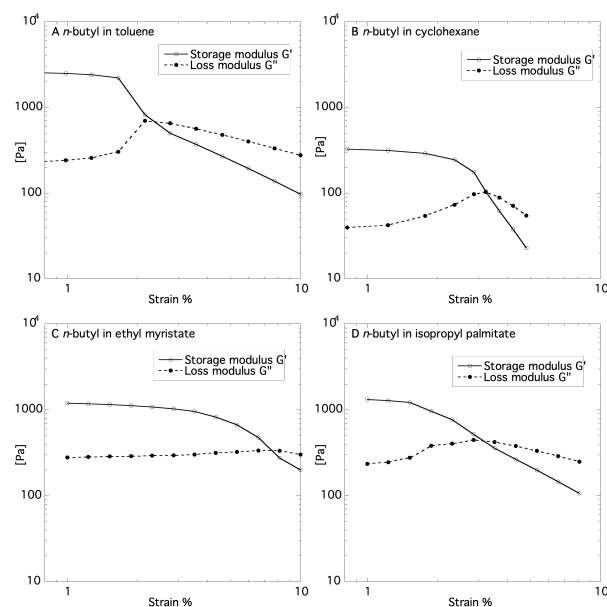 A n-butyl in toluene
Storage modulus G'
Loss modulus G"
10⁴
1000
100
10
[Pa]
1
10
Strain %
B n-butyl in cyclohexane
Storage modulus G'
Loss modulus G"
10⁴
1000
100
10
[Pa]
1
10
Strain %
C n-butyl in ethyl myristate
Storage modulus G'
Loss modulus G"
10⁴
1000
100
10
[Pa]
1
10
Strain %
D n-butyl in isopropyl palmitate
Storage modulus G'
Loss modulus G"
10⁴
1000
100
10
[Pa]
1
10
Strain %